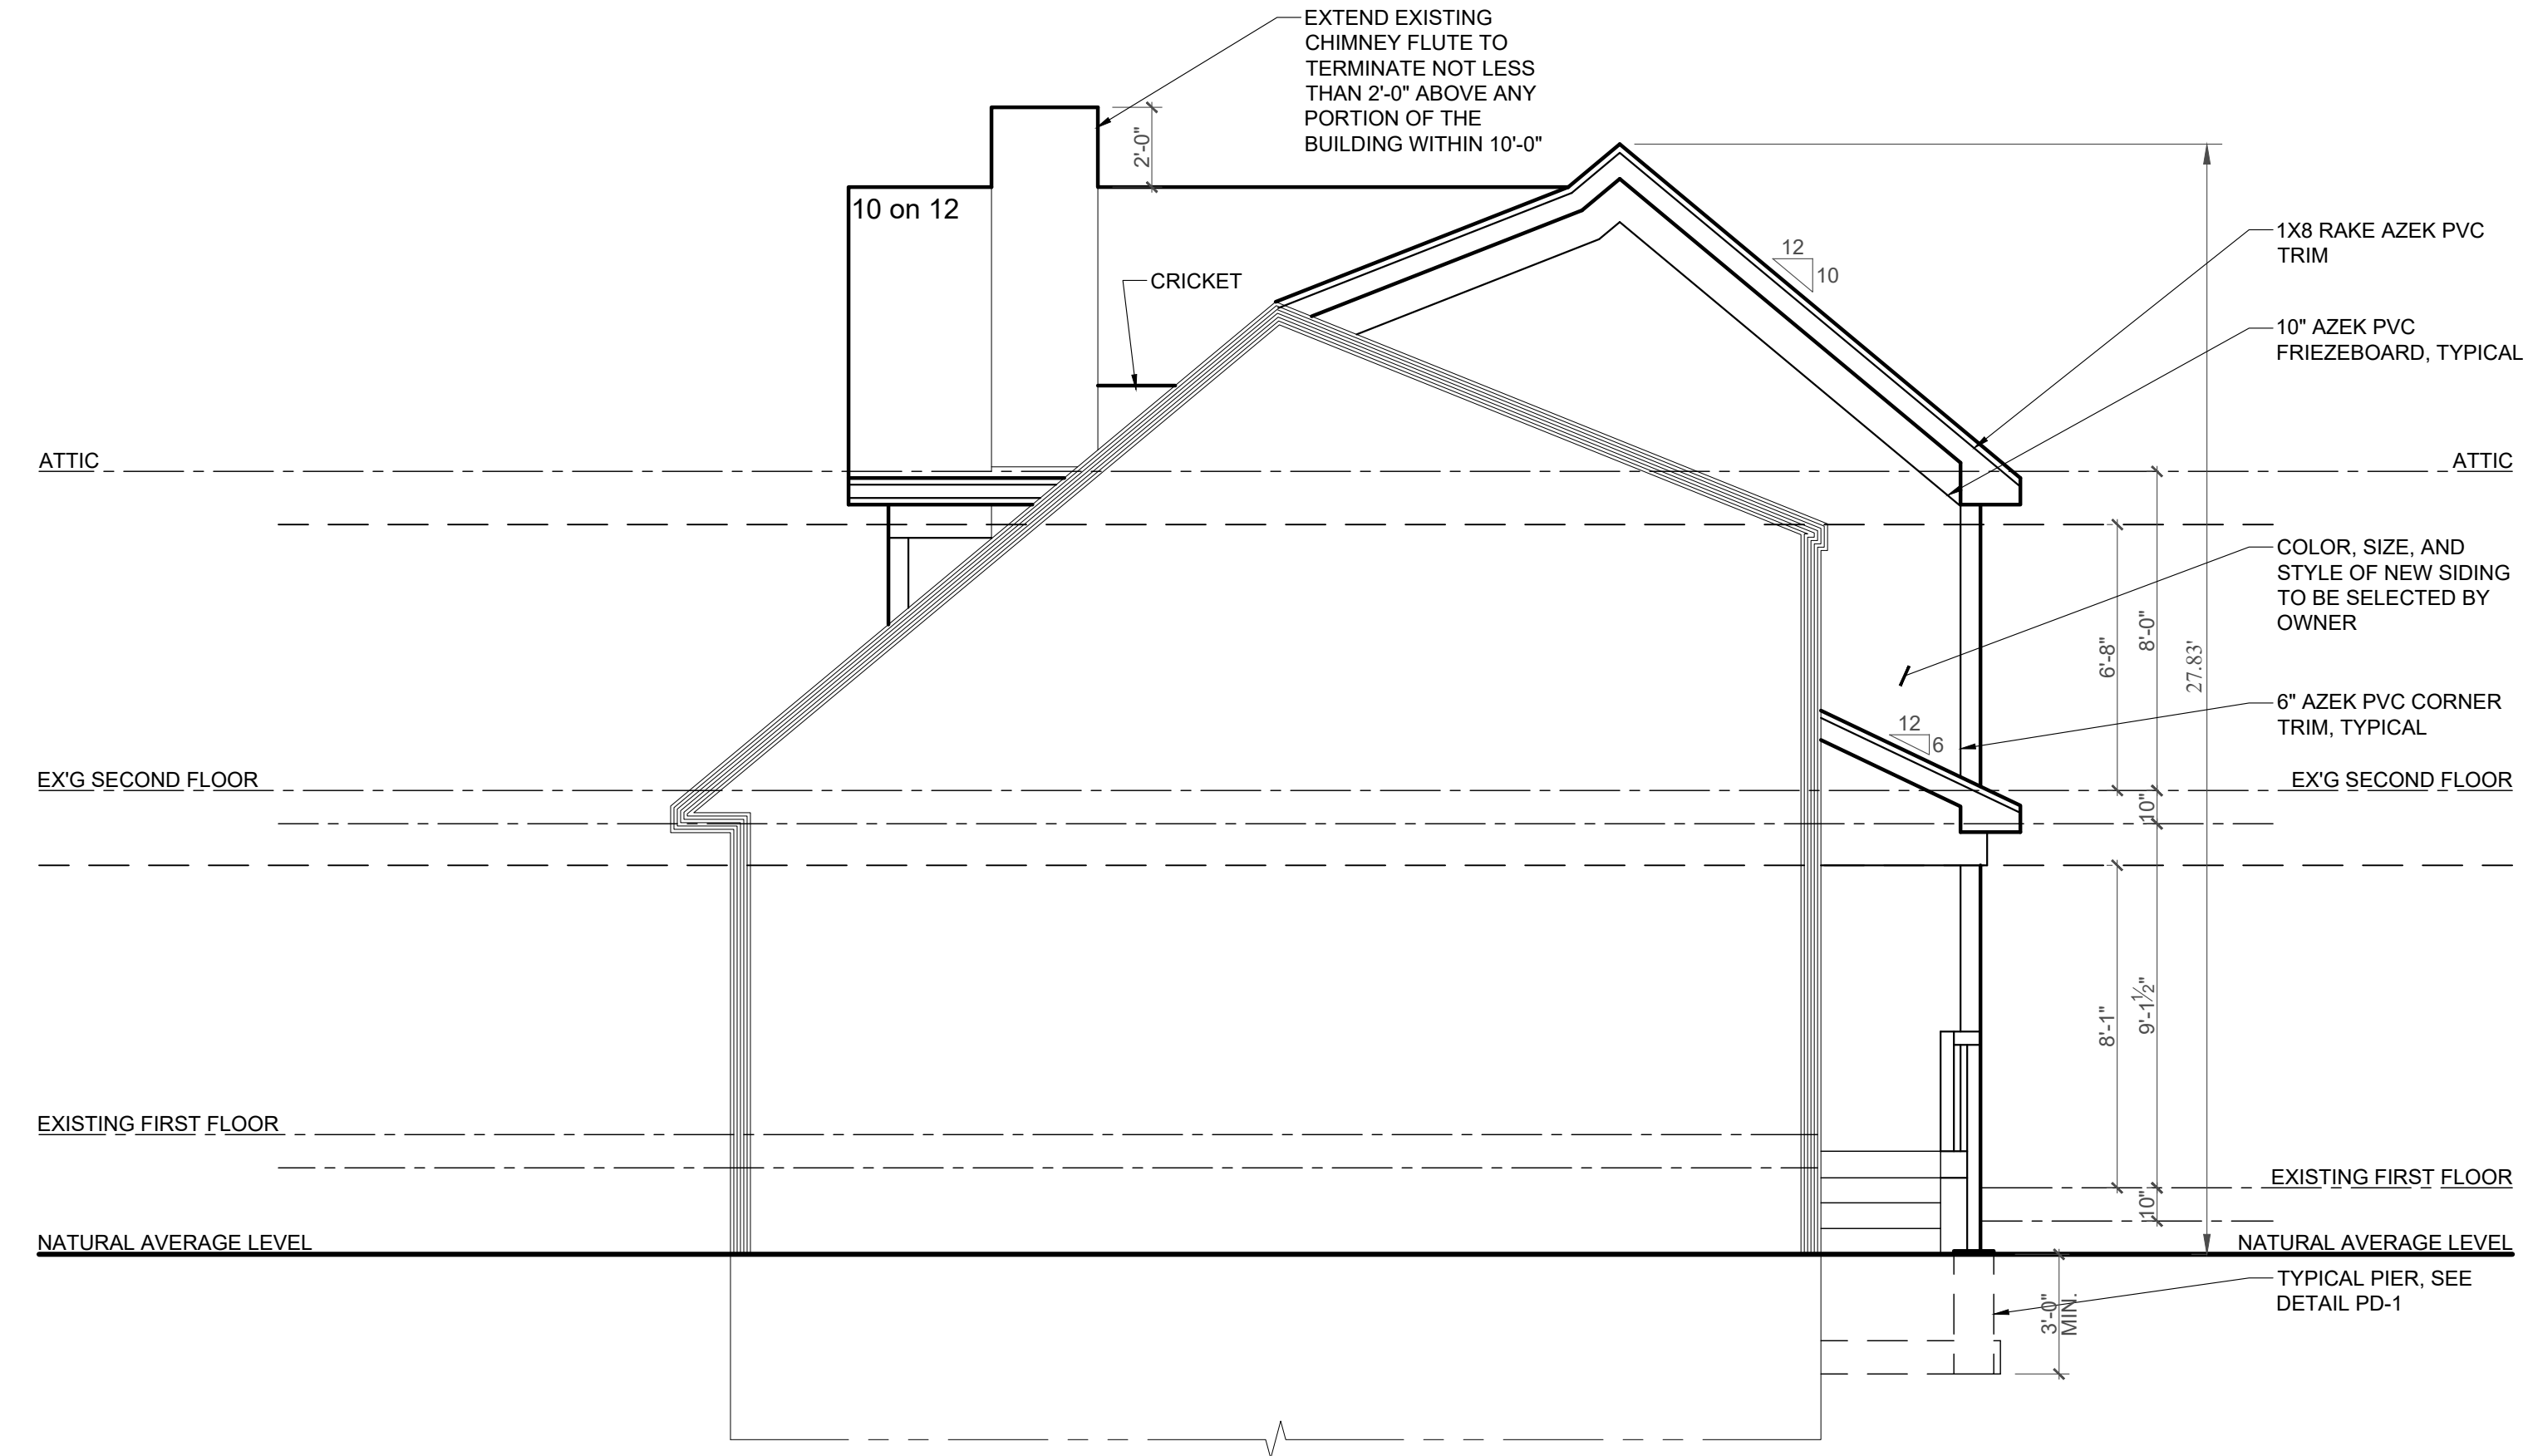 EXTEND EXISTING
CHIMNEY FLUTE TO
TERMINATE NOT LESS
THAN 2'-0" ABOVE ANY
PORTION OF THE
BUILDING WITHIN 10'-0"
2'-0"
10 on 12
CRICKET
12
10
1X8 RAKE AZEK PVC
TRIM
10" AZEK PVC
FRIEZEBOARD, TYPICAL
ATTIC
ATTIC
COLOR, SIZE, AND
STYLE OF NEW SIDING
TO BE SELECTED BY
OWNER
6'-8"
8'-0"
27.83'
6" AZEK PVC CORNER
TRIM, TYPICAL
12
6
EX'G SECOND FLOOR
EX'G SECOND FLOOR
10"
8'-1"
9'-1½"
EXISTING FIRST FLOOR
EXISTING FIRST FLOOR
10"
NATURAL AVERAGE LEVEL
NATURAL AVERAGE LEVEL
TYPICAL PIER, SEE
DETAIL PD-1
3'-0"
MIN.